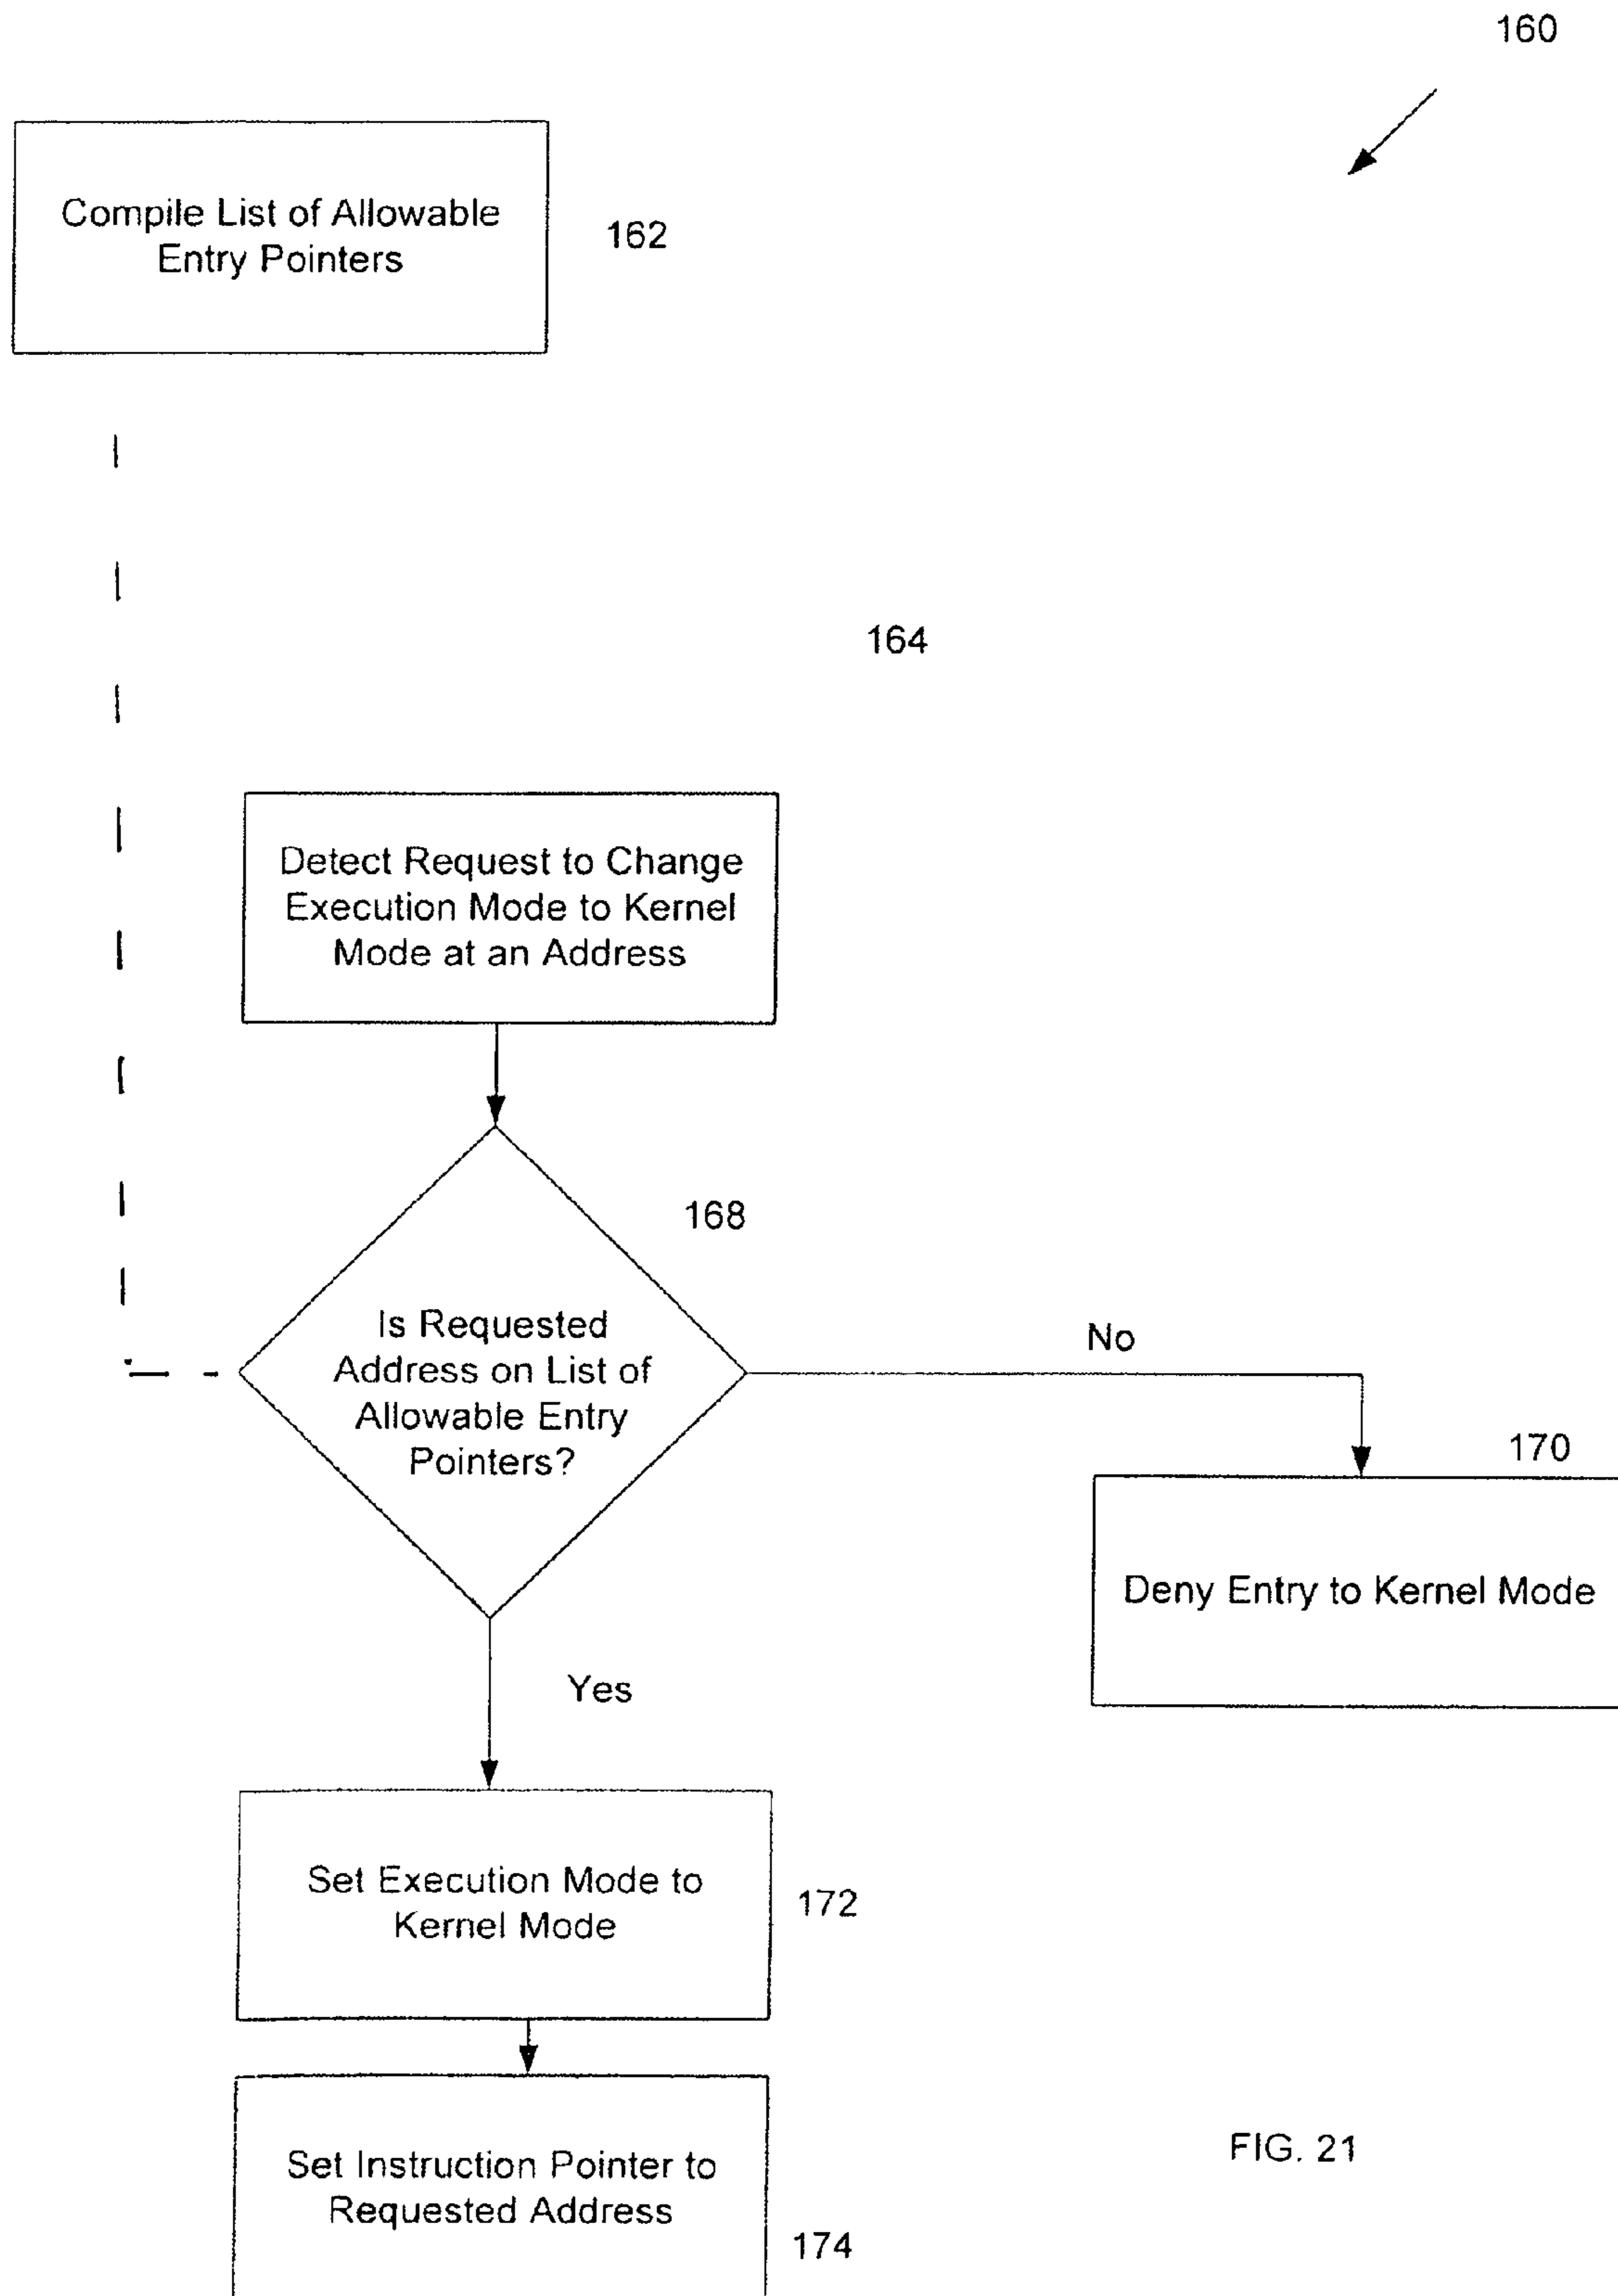 160
Compile List of Allowable
Entry Pointers
162
164
Detect Request to Change
Execution Mode to Kernel
Mode at an Address
168
Is Requested
Address on List of
Allowable Entry
Pointers?
No
170
Deny Entry to Kernel Mode
Yes
Set Execution Mode to
Kernel Mode
172
Set Instruction Pointer to
Requested Address
174
FIG. 21